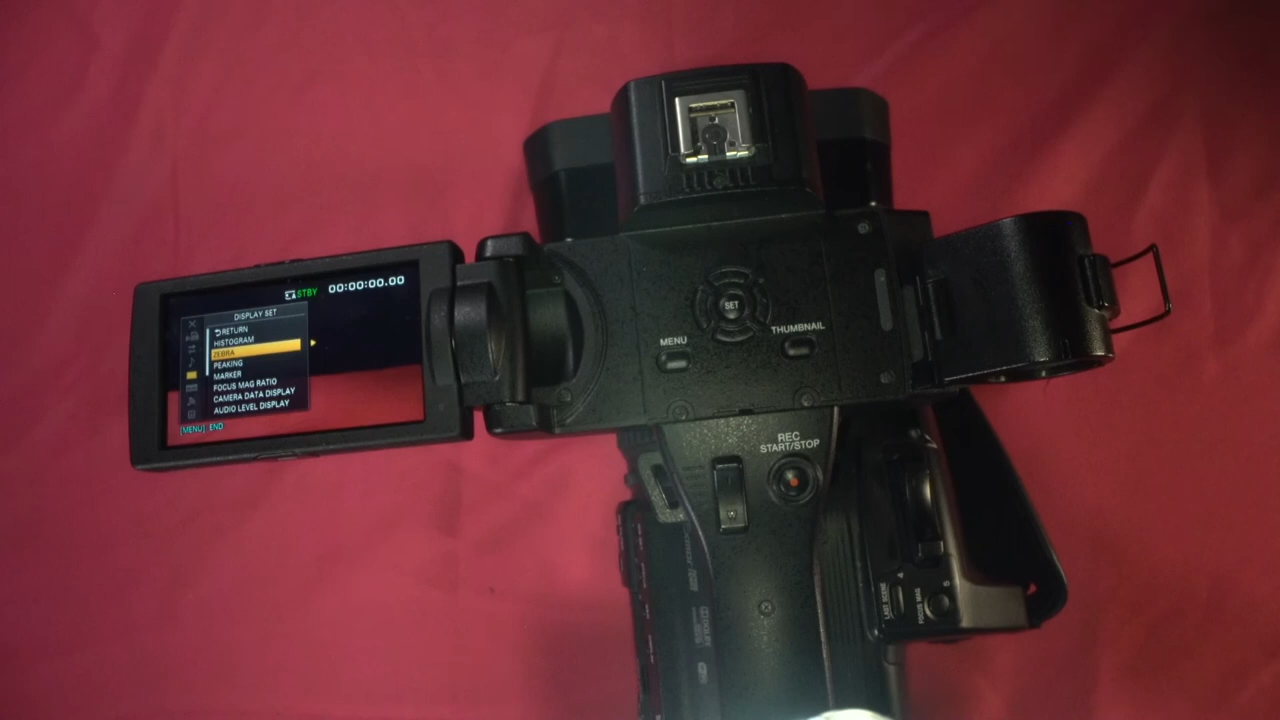 STBY 00:00:00.00
DISPLAY SET
RETURN
HISTOGRAM
ZEBRA
PEAKING
MARKER
FOCUS MAG RATIO
CAMERA DATA DISPLAY
AUDIO LEVEL DISPLAY
[MENU] : END
SET
MENU
THUMBNAIL
REC
START/STOP
LAST SCENE
4
FOCUS MAG
5
DOLBY